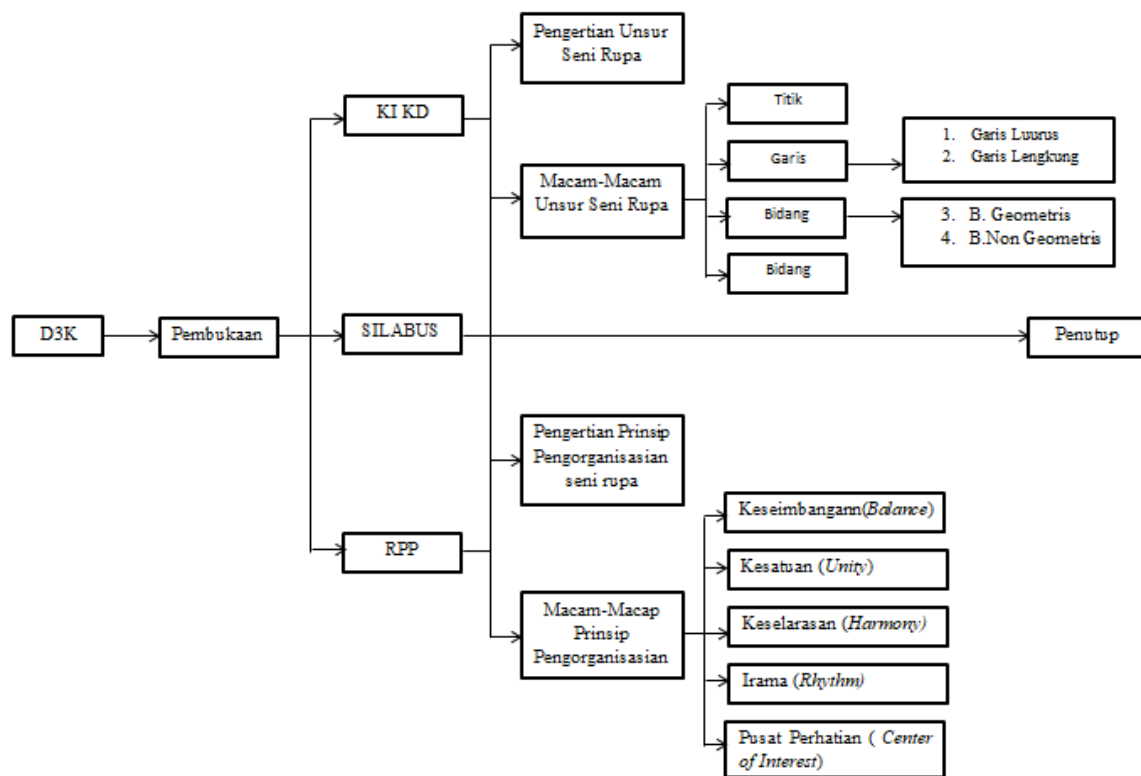 Pengertian Unsur
Seni Rupa
KI KD
Titik
Garis
1. Garis Luurus
2. Garis Lengkung
Macam-Macam
Unsur Seni Rupa
Bidang
3. B. Geometris
4. B.Non Geometris
Bidang
D3K
Pembukaan
SILABUS
Penutup
Pengertian Prinsip
Pengorganisasian
seni rupa
RPP
Macam-Macap
Prinsip
Pengorganisasian
Keseimbangann(Balance)
Kesatuan (Unity)
Keselarasan (Harmony)
Irama (Rhythm)
Pusat Perhatian ( Center
of Interest)